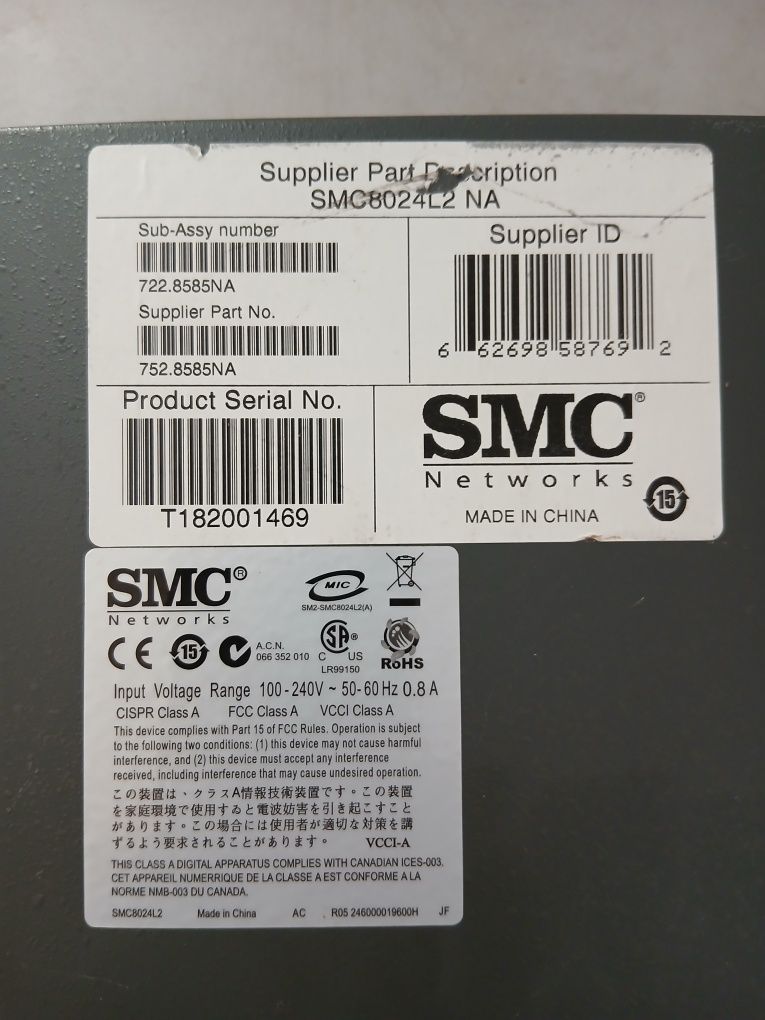 Supplier Part Description
SMC8024L2 NA
Sub-Assy number
722.8585NA
Supplier Part No.
752.8585NA
Supplier ID
6 62698 58769 2
Product Serial No.
T182001469
SMC®
Networks
15
MADE IN CHINA
SMC®
Networks
MIC
SM2-SMC8024L2(A)
CE 15 A.C.N.
066 352 010
SA®
C US
LR99150
RoHS
Input Voltage Range 100-240V ~ 50-60 Hz 0.8 A
CISPR Class A FCC Class A VCCI Class A
This device complies with Part 15 of FCC Rules. Operation is subject
to the following two conditions: (1) this device may not cause harmful
interference, and (2) this device must accept any interference
received, including interference that may cause undesired operation.
この装置は、クラスA情報技術装置です。この装置
を家庭環境で使用すると電波妨害を引き起こすこと
があります。この場合には使用者が適切な対策を講
ずるよう要求されることがあります。 VCCI-A
THIS CLASS A DIGITAL APPARATUS COMPLIES WITH CANADIAN ICES-003.
CET APPAREIL NUMERRIQUE DE LA CLASSE A EST CONFORME A LA
NORME NMB-003 DU CANADA.
SMC8024L2 Made in China AC R05 246000019600H JF